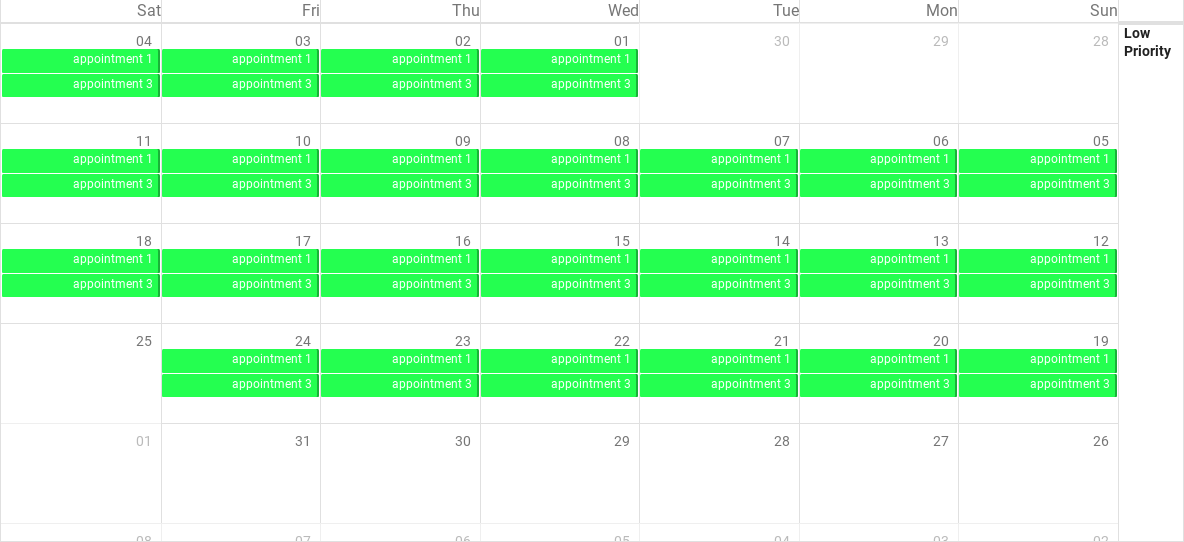 Sat Fri Thu Wed Tue Mon Sun
Low
Priority
04 03 02 01 30 29 28
appointment 1 appointment 1 appointment 1 appointment 1
appointment 3 appointment 3 appointment 3 appointment 3
11 10 09 08 07 06 05
appointment 1 appointment 1 appointment 1 appointment 1 appointment 1 appointment 1 appointment 1
appointment 3 appointment 3 appointment 3 appointment 3 appointment 3 appointment 3 appointment 3
18 17 16 15 14 13 12
appointment 1 appointment 1 appointment 1 appointment 1 appointment 1 appointment 1 appointment 1
appointment 3 appointment 3 appointment 3 appointment 3 appointment 3 appointment 3 appointment 3
25 24 23 22 21 20 19
appointment 1 appointment 1 appointment 1 appointment 1 appointment 1 appointment 1
appointment 3 appointment 3 appointment 3 appointment 3 appointment 3 appointment 3
01 31 30 29 28 27 26
08 07 06 05 04 03 02